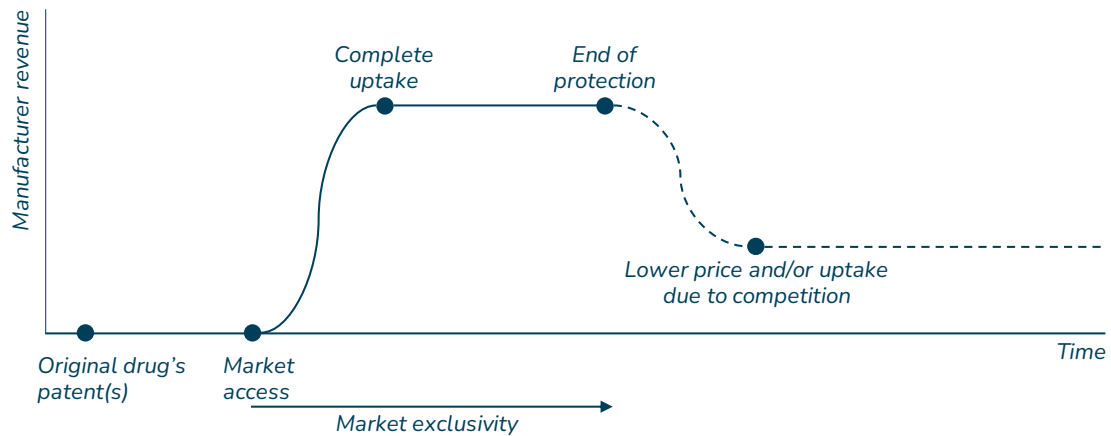 Manufacturer revenue
Complete
uptake
End of
protection
Lower price and/or uptake
due to competition
Time
Original drug’s
patent(s)
Market
access
Market exclusivity